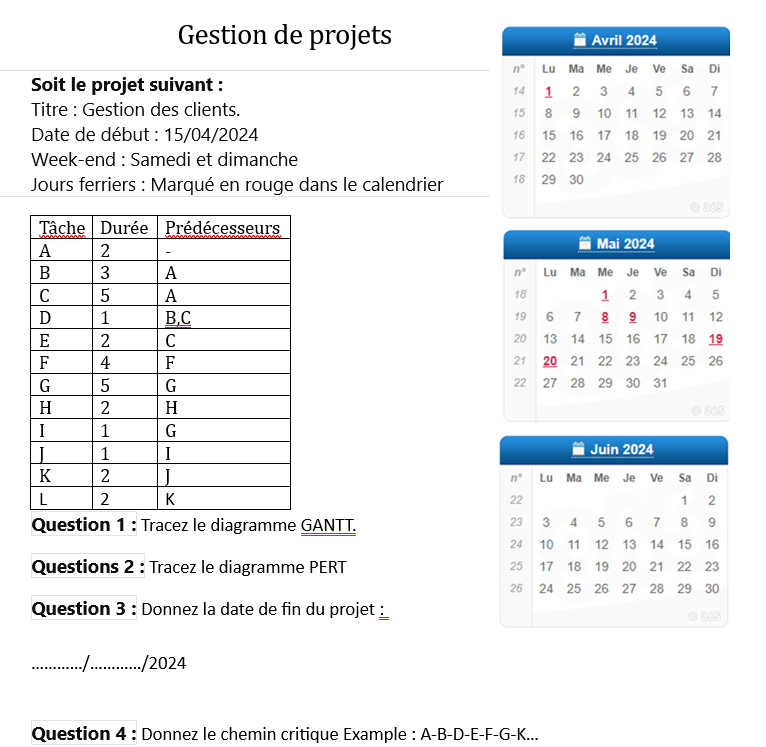 Gestion de projets
Soit le projet suivant :
Titre : Gestion des clients.
Date de début : 15/04/2024
Week-end : Samedi et dimanche
Jours ferriers : Marqué en rouge dans le calendrier
Tâche Durée Prédécesseurs
A 2 -
B 3 A
C 5 A
D 1 B,C
E 2 C
F 4 F
G 5 G
H 2 H
I 1 G
J 1 I
K 2 J
L 2 K
Question 1 : Tracez le diagramme GANTT.
Questions 2 : Tracez le diagramme PERT
Question 3 : Donnez la date de fin du projet :
............/............/2024
Question 4 : Donnez le chemin critique Example : A-B-D-E-F-G-K...
Avril 2024
n° Lu Ma Me Je Ve Sa Di
14 1 2 3 4 5 6 7
15 8 9 10 11 12 13 14
16 15 16 17 18 19 20 21
17 22 23 24 25 26 27 28
18 29 30
© 365
Mai 2024
n° Lu Ma Me Je Ve Sa Di
18 1 2 3 4 5
19 6 7 8 9 10 11 12
20 13 14 15 16 17 18 19
21 20 21 22 23 24 25 26
22 27 28 29 30 31
© 365
Juin 2024
n° Lu Ma Me Je Ve Sa Di
22 1 2
23 3 4 5 6 7 8 9
24 10 11 12 13 14 15 16
25 17 18 19 20 21 22 23
26 24 25 26 27 28 29 30
© 365